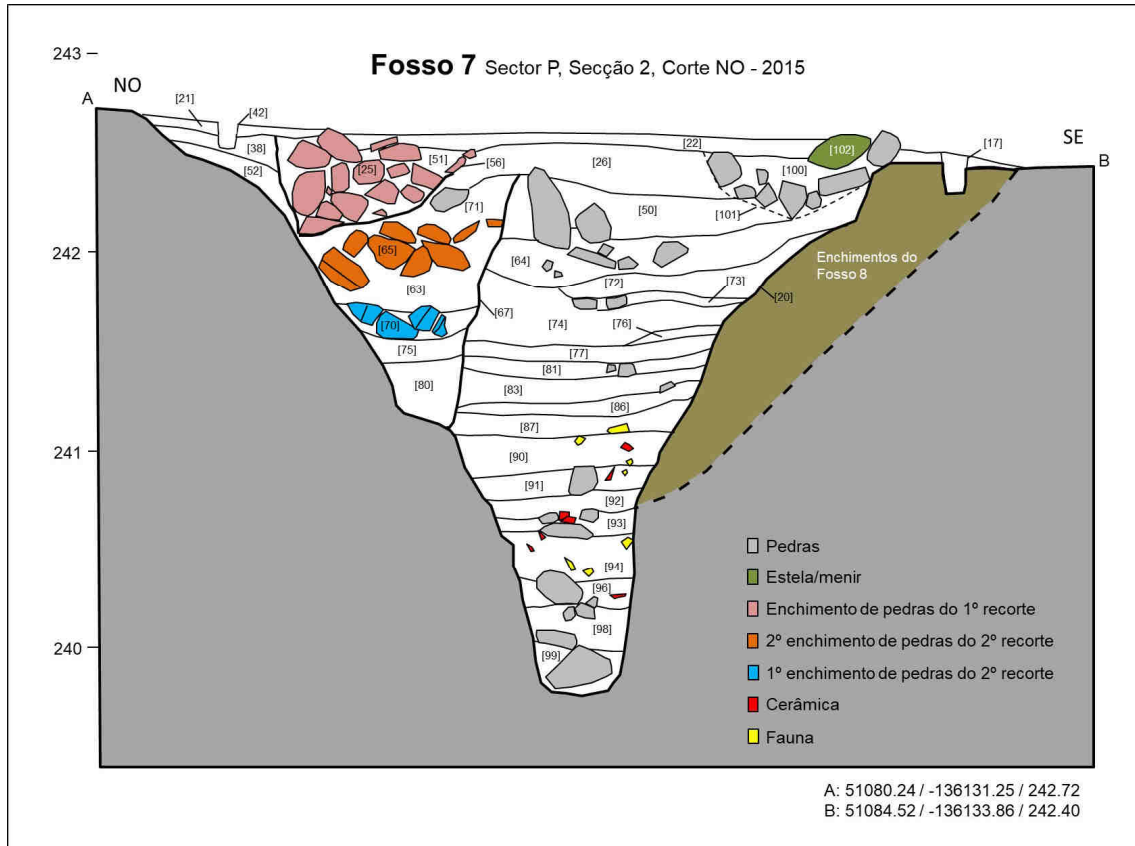 243
Fosso 7 Sector P, Secção 2, Corte NO - 2015
A NO
[21]
[42]
SE
B
[38]
[52]
[25]
[51]
[56]
[26]
[22]
[102]
[100]
[17]
[71]
[50]
[101]
242
[65]
[64]
Enchimentos do
Fosso 8
[63]
[72]
[73]
[20]
[67]
[70]
[74]
[76]
[75]
[77]
[80]
[81]
[83]
[86]
[87]
241
[90]
[91]
[92]
[93]
[94]
[96]
[98]
240
[99]
Pedras
Estela/menir
Enchimento de pedras do 1º recorte
2º enchimento de pedras do 2º recorte
1º enchimento de pedras do 2º recorte
Cerâmica
Fauna
A: 51080.24 / -136131.25 / 242.72
B: 51084.52 / -136133.86 / 242.40